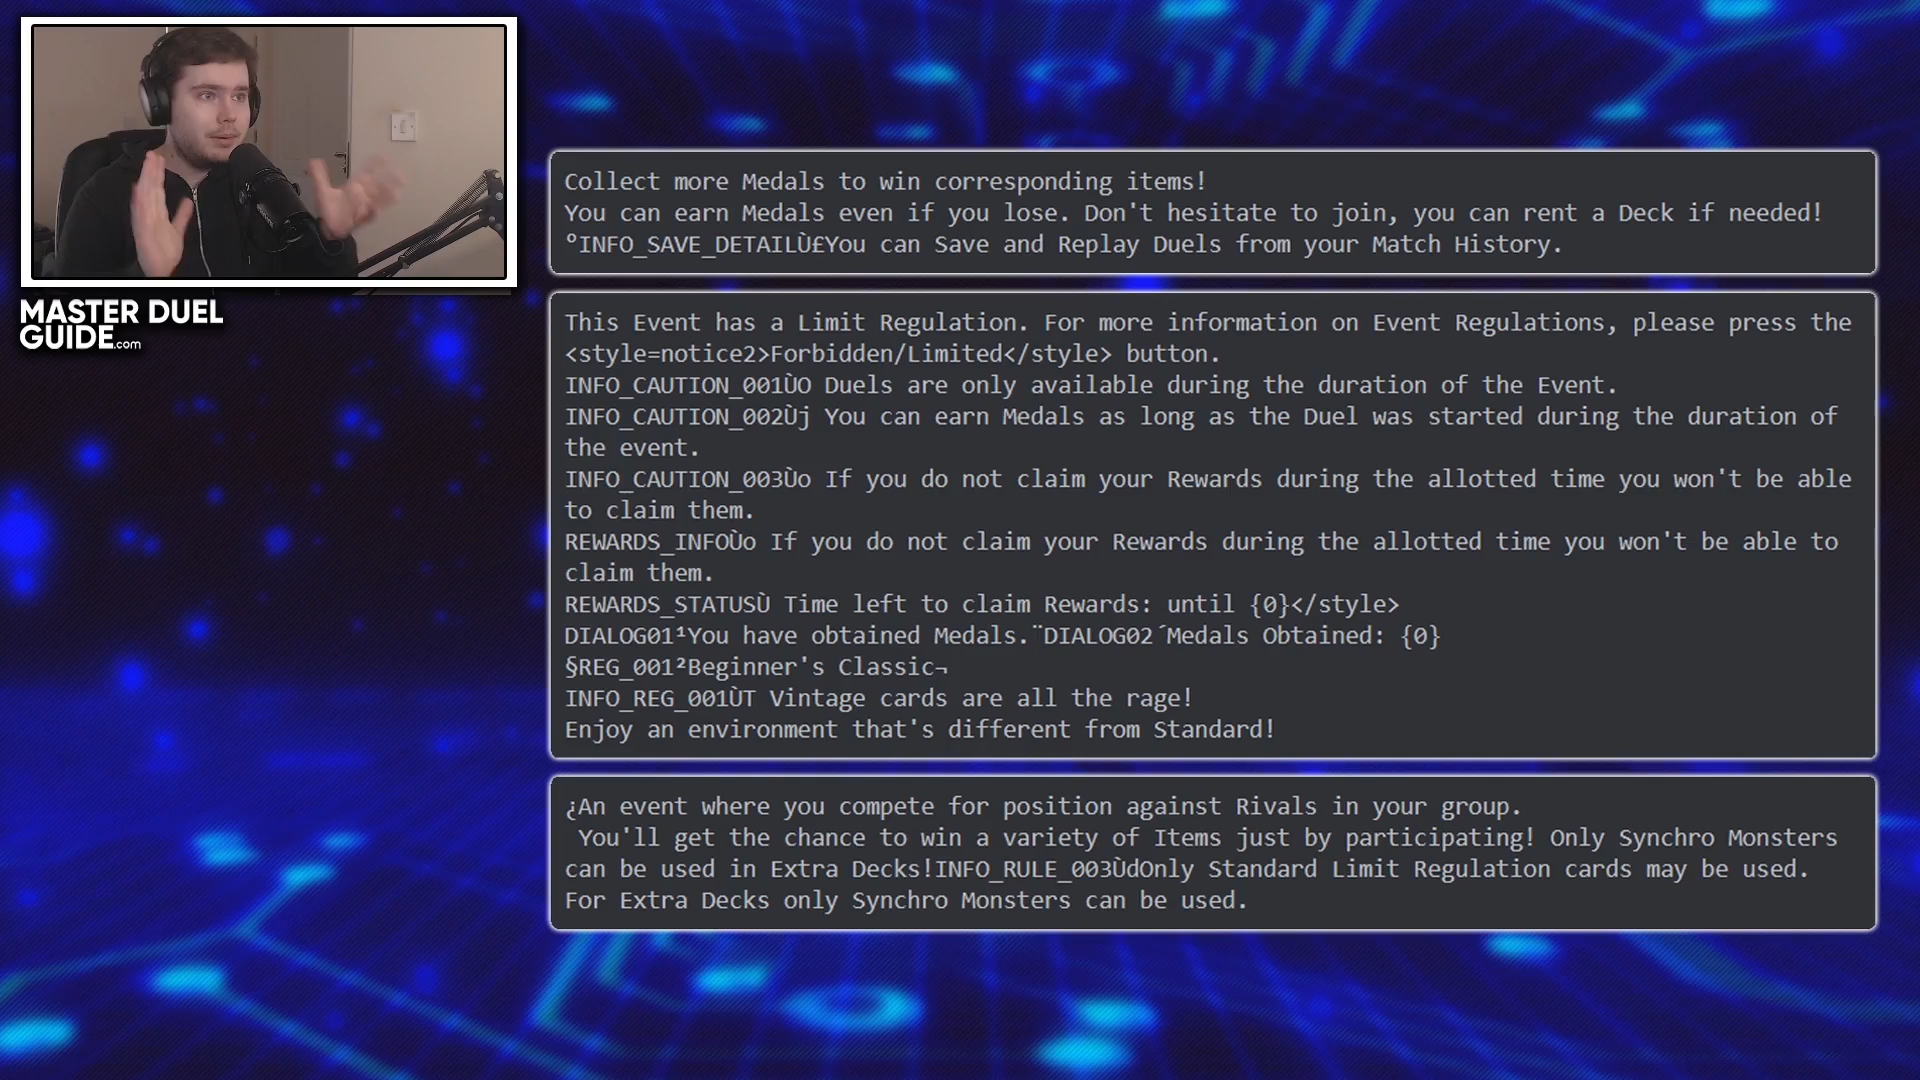 MASTER DUEL
GUIDE.com
Collect more Medals to win corresponding items!
You can earn Medals even if you lose. Don't hesitate to join, you can rent a Deck if needed!
ºINFO_SAVE_DETAILÙ£You can Save and Replay Duels from your Match History.
This Event has a Limit Regulation. For more information on Event Regulations, please press the
<style=notice2>Forbidden/Limited</style> button.
INFO_CAUTION_001ÙO Duels are only available during the duration of the Event.
INFO_CAUTION_002Ùj You can earn Medals as long as the Duel was started during the duration of
the event.
INFO_CAUTION_003Ùo If you do not claim your Rewards during the allotted time you won't be able
to claim them.
REWARDS_INFOÙo If you do not claim your Rewards during the allotted time you won't be able to
claim them.
REWARDS_STATUSÙ Time left to claim Rewards: until {0}</style>
DIALOG01¹You have obtained Medals.¨DIALOG02´Medals Obtained: {0}
§REG_001²Beginner's Classic¬
INFO_REG_001ÙT Vintage cards are all the rage!
Enjoy an environment that's different from Standard!
¿An event where you compete for position against Rivals in your group.
You'll get the chance to win a variety of Items just by participating! Only Synchro Monsters
can be used in Extra Decks!INFO_RULE_003ÙdOnly Standard Limit Regulation cards may be used.
For Extra Decks only Synchro Monsters can be used.